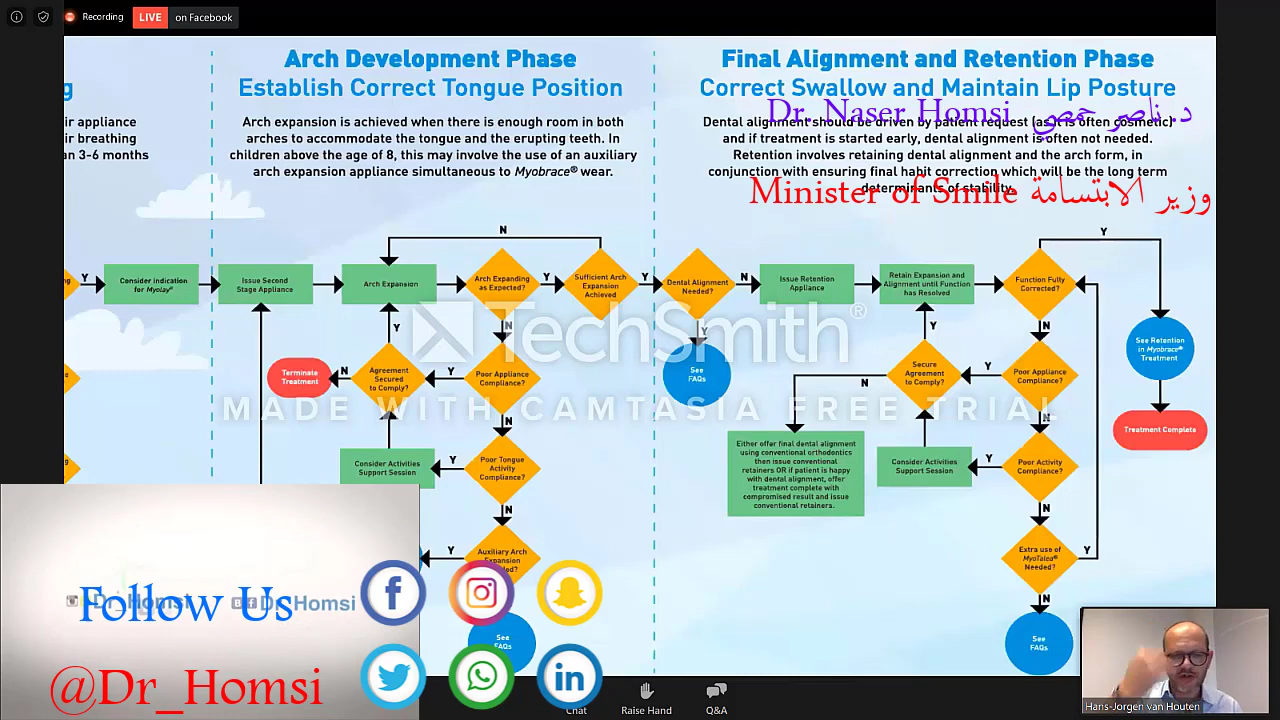 Recording
LIVE
on Facebook
Arch Development Phase
Establish Correct Tongue Position
Arch expansion is achieved when there is enough room in both
arches to accommodate the tongue and the erupting teeth. In
children above the age of 8, this may involve the use of an auxiliary
arch expansion appliance simultaneous to Myobrace® wear.
Final Alignment and Retention Phase
Correct Swallow and Maintain Lip Posture
Dr. Naser Homsi د. ناصر حمصي
Dental alignment should be driven by patient request (as it is often cosmetic)
and if treatment is started early, dental alignment is often not needed.
Retention involves retaining dental alignment and the arch form, in
conjunction with ensuring final habit correction which will be the long term
determinants of stability.
Minister of Smile وزير الابتسامة
g
ir appliance
ir breathing
an 3-6 months
Y
Consider indication
for Myolay®
Issue Second
Stage Appliance
Arch Expansion
N
Arch Expanding
as Expected?
Y
Sufficient Arch
Expansion
Achieved
Y
Dental Alignment
Needed?
N
Issue Retention
Appliance
Retain Expansion and
Alignment until Function
has Resolved
Function Fully
Corrected?
Y
Y
N
Y
Y
N
See Retention
in Myobrace®
Treatment
Terminate
Treatment
N
Agreement
Secured
to Comply?
Y
Poor Appliance
Compliance?
See
FAQs
N
Secure
Agreement
to Comply?
Y
Poor Appliance
Compliance?
TechSmith®
MADE WITH CAMTASIA FREE TRIAL
N
N
Treatment Complete
Either offer final dental alignment
using conventional orthodontics
then issue conventional
retainers OR if patient is happy
with dental alignment, offer
treatment complete with
compromised result and issue
conventional retainers.
Consider Activities
Support Session
Y
Poor Tongue
Activity
Compliance?
Consider Activities
Support Session
Y
Poor Activity
Compliance?
N
N
Y
Auxiliary Arch
Expansion
Extra use of
MyoTalea®
Needed?
Y
N
See
FAQs
See
FAQs
Follow Us
Dr_Homsi
Dr_Homsi
@Dr_Homsi
Chat
Raise Hand
Q&A
Hans-Jorgen van Houten